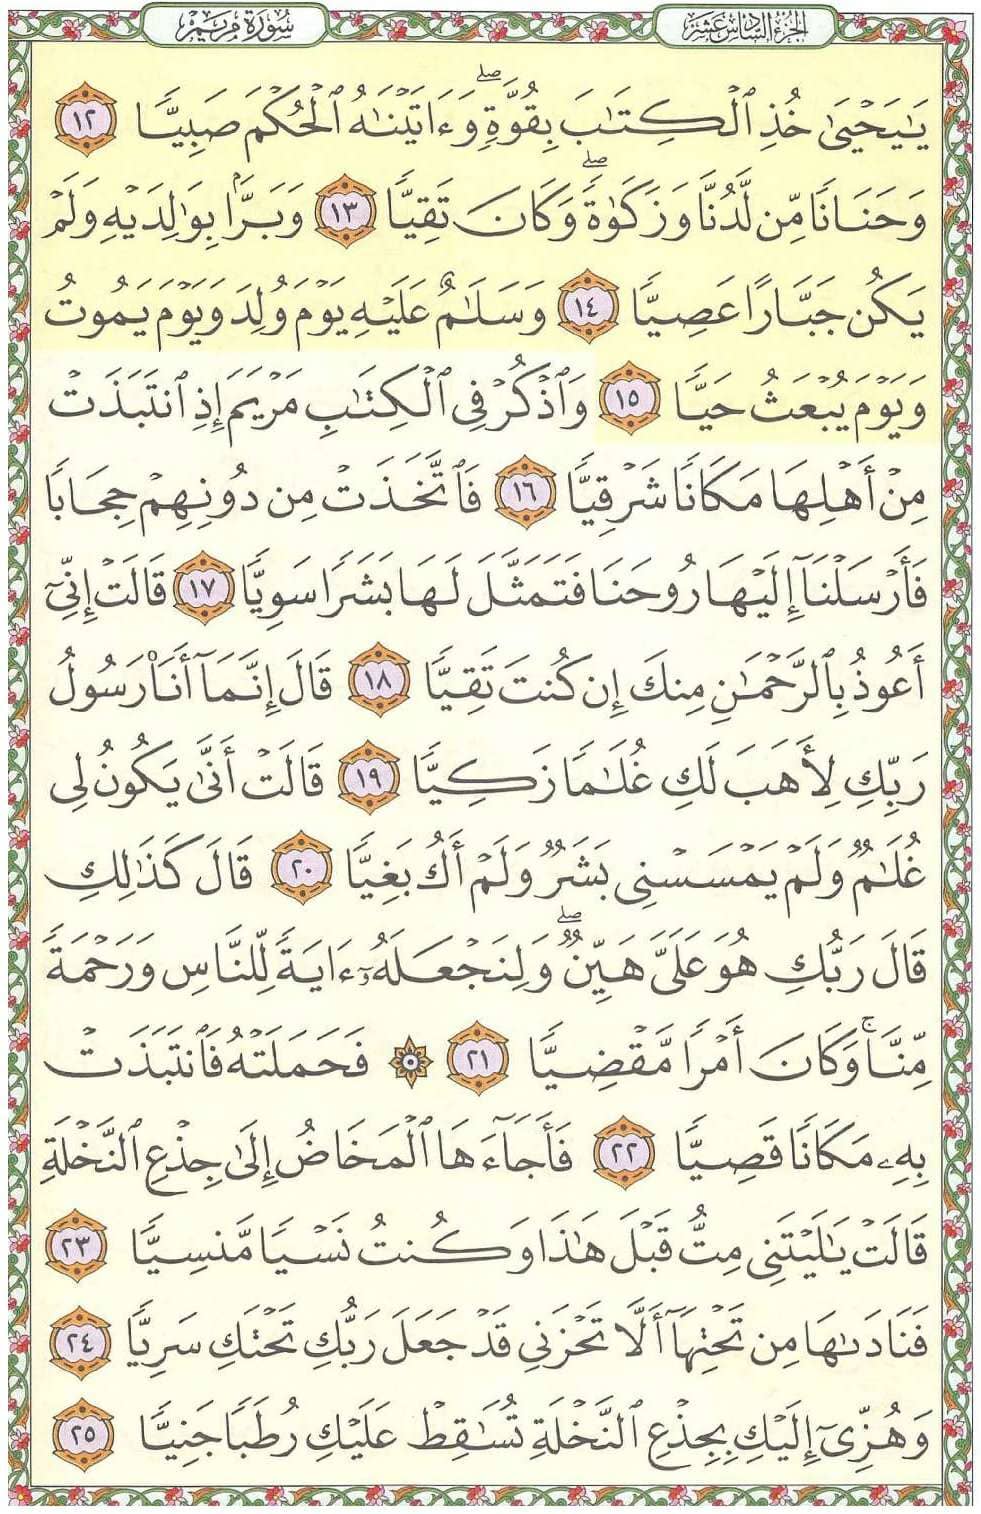 الجزء السادس عشر
سورة مريم
يَٰيَحۡيَىٰ خُذِ ٱلۡكِتَٰبَ بِقُوَّةٖۖ وَءَاتَيۡنَٰهُ ٱلۡحُكۡمَ صَبِيّٗا ١٢
وَحَنَانٗا مِّن لَّدُنَّا وَزَكَوٰةٗۖ وَكَانَ تَقِيّٗا ١٣ وَبَرَّۢا بِوَٰلِدَيۡهِ وَلَمۡ
يَكُن جَبَّارًا عَصِيّٗا ١٤ وَسَلَٰمٌ عَلَيۡهِ يَوۡمَ وُلِدَ وَيَوۡمَ يَمُوتُ
وَيَوۡمَ يُبۡعَثُ حَيّٗا ١٥ وَٱذۡكُرۡ فِي ٱلۡكِتَٰبِ مَرۡيَمَ إِذِ ٱنتَبَذَتۡ
مِنۡ أَهۡلِهَا مَكَانٗا شَرۡقِيّٗا ١٦ فَٱتَّخَذَتۡ مِن دُونِهِمۡ حِجَابٗا
فَأَرۡسَلۡنَآ إِلَيۡهَا رُوحَنَا فَتَمَثَّلَ لَهَا بَشَرٗا سَوِيّٗا ١٧ قَالَتۡ إِنِّيٓ
أَعُوذُ بِٱلرَّحۡمَٰنِ مِنكَ إِن كُنتَ تَقِيّٗا ١٨ قَالَ إِنَّمَآ أَنَا۠ رَسُولُ
رَبِّكِ لِأَهَبَ لَكِ غُلَٰمٗا زَكِيّٗا ١٩ قَالَتۡ أَنَّىٰ يَكُونُ لِي
غُلَٰمٞ وَلَمۡ يَمۡسَسۡنِي بَشَرٞ وَلَمۡ أَكُ بَغِيّٗا ٢٠ قَالَ كَذَٰلِكِ
قَالَ رَبُّكِ هُوَ عَلَيَّ هَيِّنٞۖ وَلِنَجۡعَلَهُۥٓ ءَايَةٗ لِّلنَّاسِ وَرَحۡمَةٗ
مِّنَّاۚ وَكَانَ أَمۡرٗا مَّقۡضِيّٗا ٢١ ۞ فَحَمَلَتۡهُ فَٱنتَبَذَتۡ
بِهِۦ مَكَانٗا قَصِيّٗا ٢٢ فَأَجَآءَهَا ٱلۡمَخَاضُ إِلَىٰ جِذۡعِ ٱلنَّخۡلَةِ
قَالَتۡ يَٰلَيۡتَنِي مِتُّ قَبۡلَ هَٰذَا وَكُنتُ نَسۡيٗا مَّنسِيّٗا ٢٣
فَنَادَىٰهَا مِن تَحۡتِهَآ أَلَّا تَحۡزَنِي قَدۡ جَعَلَ رَبُّكِ تَحۡتَكِ سَرِيّٗا ٢٤
وَهُزِّيٓ إِلَيۡكِ بِجِذۡعِ ٱلنَّخۡلَةِ تُسَٰقِطۡ عَلَيۡكِ رُطَبٗا جَنِيّٗا ٢٥